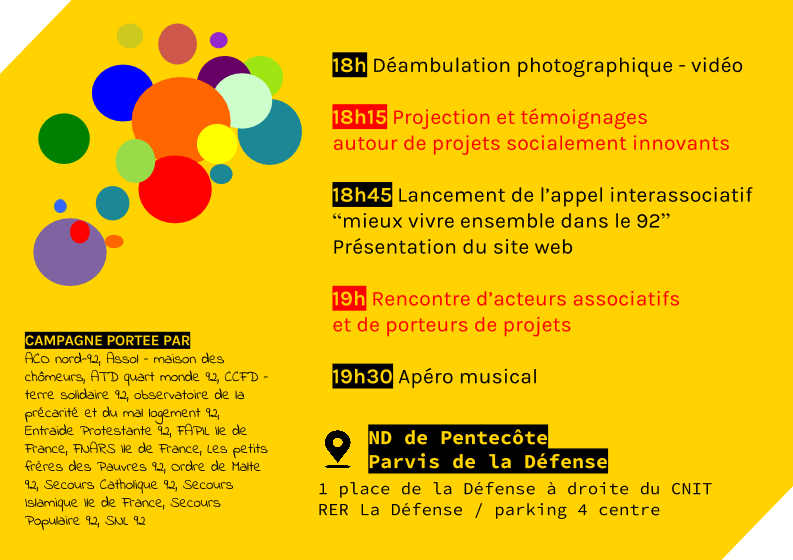 18h Déambulation photographique - vidéo
18h15 Projection et témoignages
autour de projets socialement innovants
18h45 Lancement de l'appel interassociatif
“mieux vivre ensemble dans le 92”
Présentation du site web
19h Rencontre d'acteurs associatifs
et de porteurs de projets
19h30 Apéro musical
CAMPAGNE PORTEE PAR
ACO nord-92, Assol - maison des
chômeurs, ATD quart monde 92, CCFD -
terre solidaire 92, observatoire de la
précarité et du mal logement 92,
Entraide Protestante 92, FAPIL Ile de
France, FNARS Ile de France, Les petits
frères des Pauvres 92, Ordre de Malte
92, Secours Catholique 92, Secours
Islamique Ile de France, Secours
Populaire 92, SNL 92
ND de Pentecôte
Parvis de la Défense
1 place de la Défense à droite du CNIT
RER La Défense / parking 4 centre